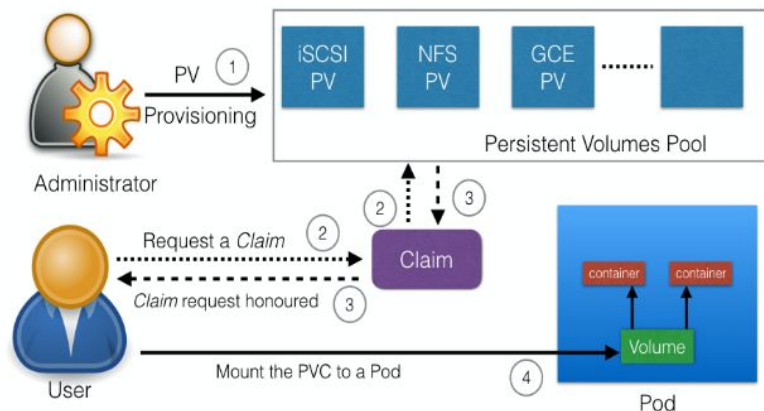 PV
1
Provisioning
Administrator
iSCSI
PV
NFS
PV
GCE
PV
Persistent Volumes Pool
2
3
Request a Claim
2
Claim
Claim request honoured
3
User
Mount the PVC to a Pod
4
container
container
Volume
Pod